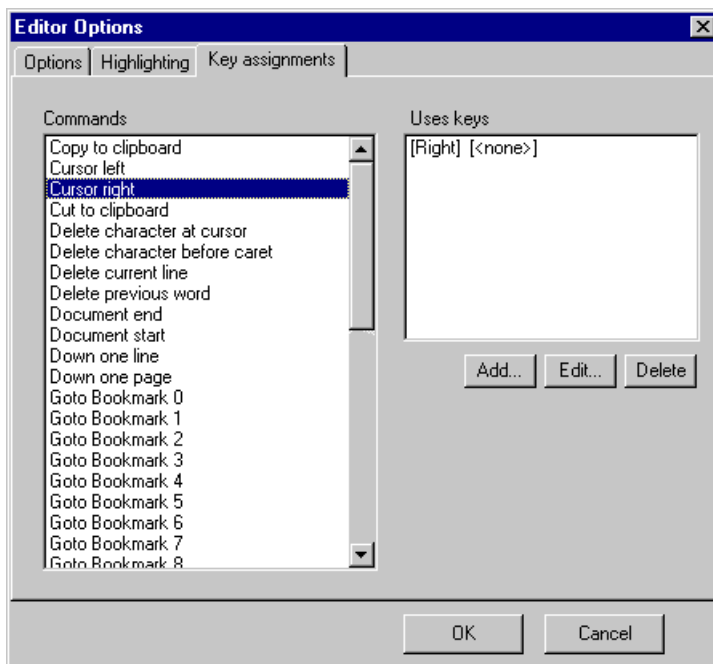 Editor Options
Options Highlighting Key assignments
Commands
Copy to clipboard
Cursor left
Cursor right
Cut to clipboard
Delete character at cursor
Delete character before caret
Delete current line
Delete previous word
Document end
Document start
Down one line
Down one page
Goto Bookmark 0
Goto Bookmark 1
Goto Bookmark 2
Goto Bookmark 3
Goto Bookmark 4
Goto Bookmark 5
Goto Bookmark 6
Goto Bookmark 7
Goto Bookmark 8
Uses keys
[Right] [<none>]
Add... Edit... Delete
OK Cancel